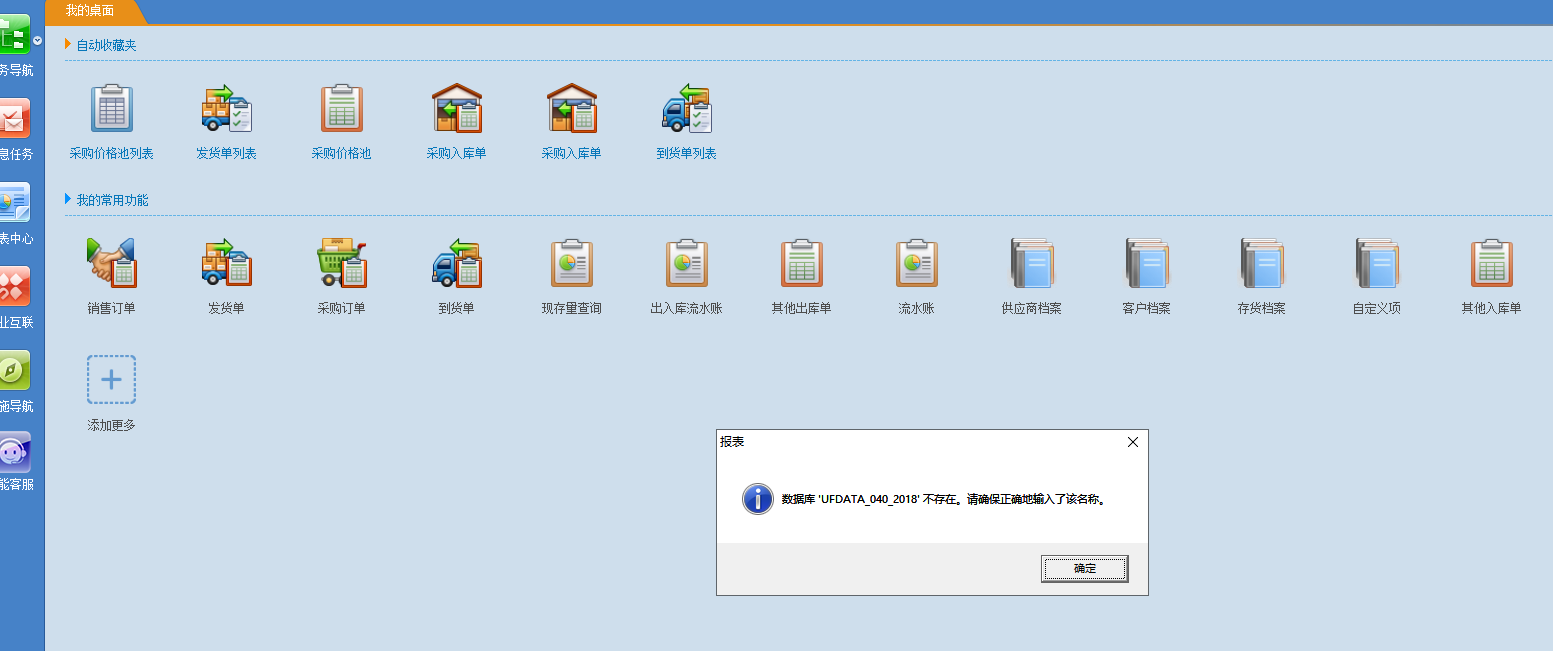 我的桌面
自动收藏夹
采购价格池列表
发货单列表
采购价格池
采购入库单
采购入库单
到货单列表
我的常用功能
销售订单
发货单
采购订单
到货单
现存量查询
出入库流水账
其他出库单
流水账
供应商档案
客户档案
存货档案
自定义项
其他入库单
添加更多
务导航
息任务
表中心
业互联
施导航
能客服
报表
数据库 'UFDATA_040_2018' 不存在。请确保正确地输入了该名称。
确定